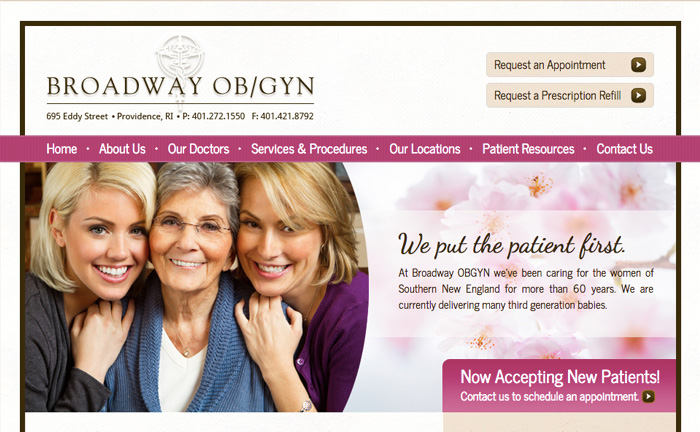 BROADWAY OB/GYN
695 Eddy Street • Providence, RI • P: 401.272.1550 F: 401.421.8792
Request an Appointment
Request a Prescription Refill
Home • About Us • Our Doctors • Services & Procedures • Our Locations • Patient Resources • Contact Us
We put the patient first.
At Broadway OBGYN we've been caring for the women of
Southern New England for more than 60 years. We are
currently delivering many third generation babies.
Now Accepting New Patients!
Contact us to schedule an appointment.